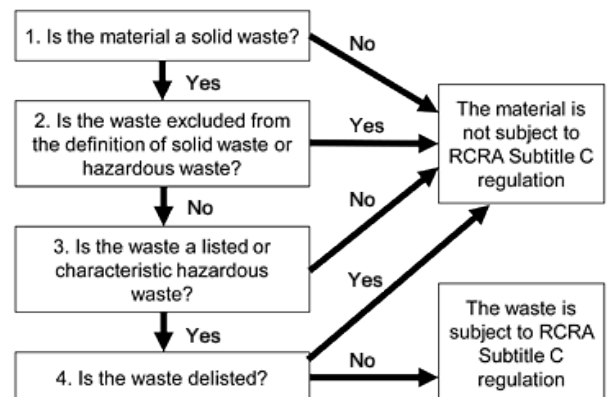 1. Is the material a solid waste?
No
Yes
The material is
not subject to
RCRA Subtitle C
regulation
2. Is the waste excluded from
the definition of solid waste or
hazardous waste?
Yes
No
No
3. Is the waste a listed or
characteristic hazardous
waste?
Yes
Yes
The waste is
subject to RCRA
Subtitle C
regulation
4. Is the waste delisted?
No